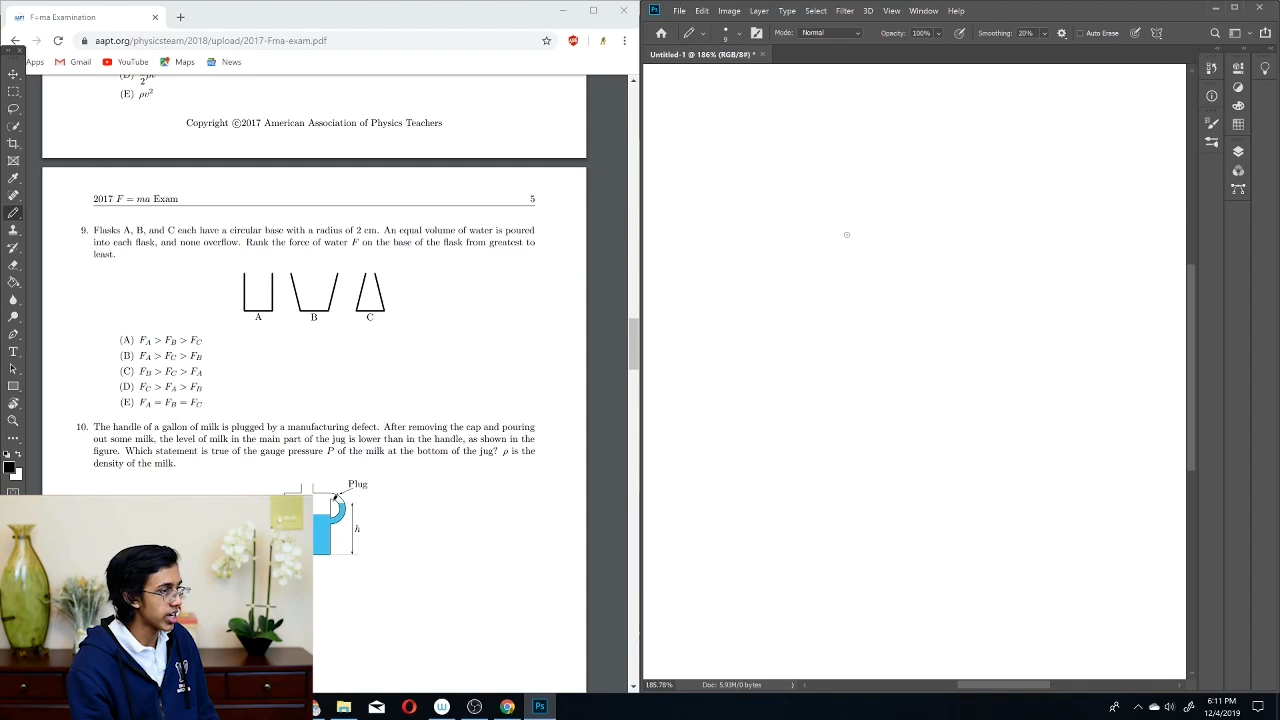 F=ma Examination
aapt.org/physicsteam/2018/upload/2017-Fma-exam.pdf
Apps
Gmail
YouTube
Maps
News
(E) ρv²
Copyright ©2017 American Association of Physics Teachers
2017 F = ma Exam 5
9. Flasks A, B, and C each have a circular base with a radius of 2 cm. An equal volume of water is poured
into each flask, and none overflow. Rank the force of water F on the base of the flask from greatest to
least.
A B C
(A) F_A > F_B > F_C
(B) F_A > F_C > F_B
(C) F_B > F_C > F_A
(D) F_C > F_A > F_B
(E) F_A = F_B = F_C
10. The handle of a gallon of milk is plugged by a manufacturing defect. After removing the cap and pouring
out some milk, the level of milk in the main part of the jug is lower than in the handle, as shown in the
figure. Which statement is true of the gauge pressure P of the milk at the bottom of the jug? ρ is the
density of the milk.
Plug
h
Ps
File Edit Image Layer Type Select Filter 3D View Window Help
9
Mode: Normal
Opacity: 100%
Smoothing: 20%
Auto Erase
Untitled-1 @ 186% (RGB/8#) *
185.78%
Doc: 5.93M/0 bytes
Ps
6:11 PM
12/4/2019